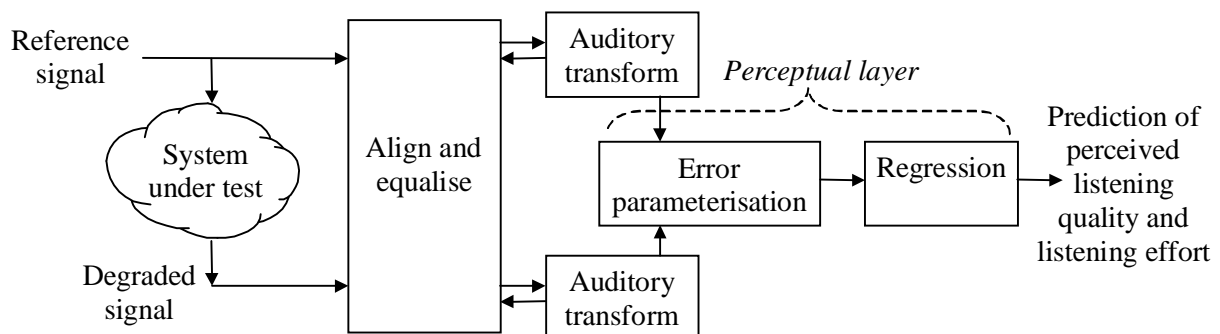 Reference
signal
System
under test
Degraded
signal
Align and
equalise
Auditory
transform
Auditory
transform
Perceptual layer
Error
parameterisation
Regression
Prediction of
perceived
listening
quality and
listening effort